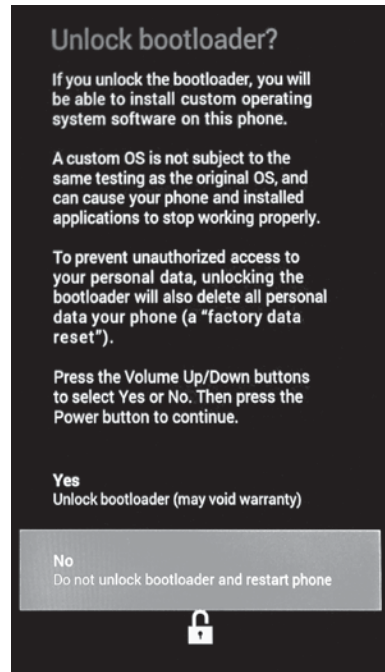 Unlock bootloader?
If you unlock the bootloader, you will
be able to install custom operating
system software on this phone.
A custom OS is not subject to the
same testing as the original OS, and
can cause your phone and installed
applications to stop working properly.
To prevent unauthorized access to
your personal data, unlocking the
bootloader will also delete all personal
data your phone (a “factory data
reset”).
Press the Volume Up/Down buttons
to select Yes or No. Then press the
Power button to continue.
Yes
Unlock bootloader (may void warranty)
No
Do not unlock bootloader and restart phone